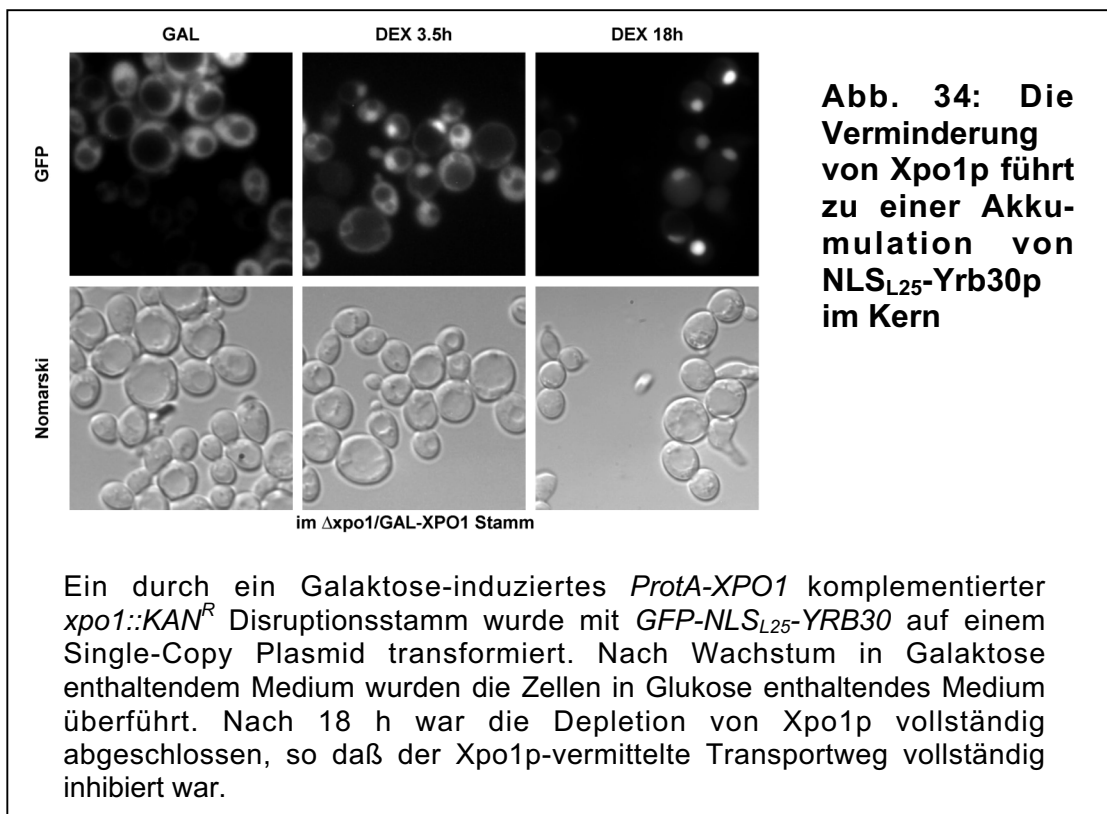 GAL DEX 3.5h DEX 18h
GFP
Nomarski
im Δxpo1/GAL-XPO1 Stamm
Abb. 34: Die
Verminderung
von Xpo1p führt
zu einer Akku-
mulation von
NLSL25-Yrb30p
im Kern
Ein durch ein Galaktose-induziertes ProtA-XPO1 komplementierter
xpo1::KANR Disruptionsstamm wurde mit GFP-NLSL25-YRB30 auf einem
Single-Copy Plasmid transformiert. Nach Wachstum in Galaktose
enthaltendem Medium wurden die Zellen in Glukose enthaltendes Medium
überführt. Nach 18 h war die Depletion von Xpo1p vollständig
abgeschlossen, so daß der Xpo1p-vermittelte Transportweg vollständig
inhibiert war.